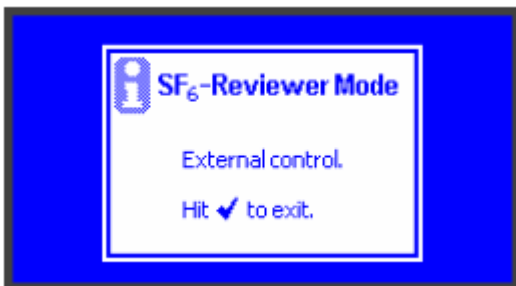 SF₆-Reviewer Mode
External control.
Hit ✔ to exit.